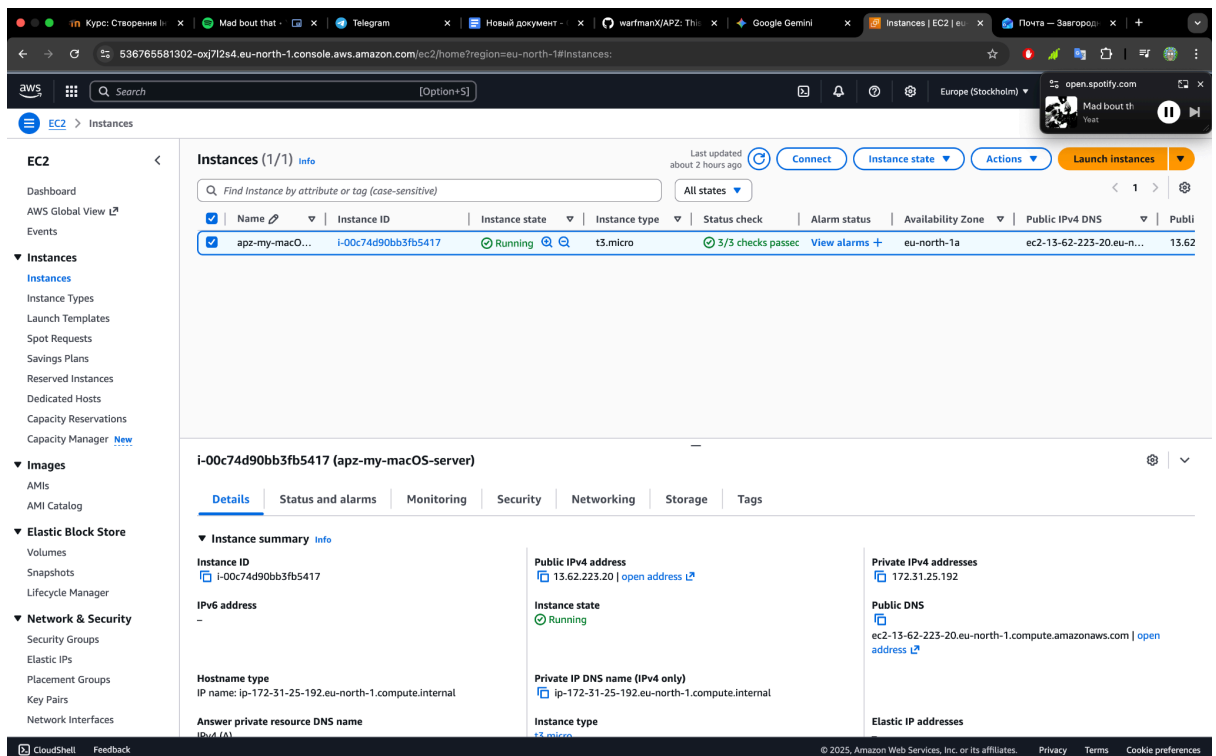 Курс: Створення Ін
Mad bout that ·
Telegram
Новый документ -
warfmanX/APZ: This
Google Gemini
Instances | EC2 | eu
Почта — Завгород
536765581302-oxj7l2s4.eu-north-1.console.aws.amazon.com/ec2/home?region=eu-north-1#Instances:
aws
Search
[Option+S]
Europe (Stockholm)
open.spotify.com
Mad bout th
Yeat
EC2 > Instances
EC2
Dashboard
AWS Global View
Events
Instances
Instances
Instance Types
Launch Templates
Spot Requests
Savings Plans
Reserved Instances
Dedicated Hosts
Capacity Reservations
Capacity Manager New
Images
AMIs
AMI Catalog
Elastic Block Store
Volumes
Snapshots
Lifecycle Manager
Network & Security
Security Groups
Elastic IPs
Placement Groups
Key Pairs
Network Interfaces
Instances (1/1) Info
Last updated
about 2 hours ago
Connect
Instance state
Actions
Launch instances
Find Instance by attribute or tag (case-sensitive)
All states
1
Name Instance ID Instance state Instance type Status check Alarm status Availability Zone Public IPv4 DNS Publi
apz-my-macO... i-00c74d90bb3fb5417 Running t3.micro 3/3 checks passec View alarms + eu-north-1a ec2-13-62-223-20.eu-n... 13.62
i-00c74d90bb3fb5417 (apz-my-macOS-server)
Details Status and alarms Monitoring Security Networking Storage Tags
Instance summary Info
Instance ID
i-00c74d90bb3fb5417
Public IPv4 address
13.62.223.20 | open address
Private IPv4 addresses
172.31.25.192
IPv6 address
–
Instance state
Running
Public DNS
ec2-13-62-223-20.eu-north-1.compute.amazonaws.com | open
address
Hostname type
IP name: ip-172-31-25-192.eu-north-1.compute.internal
Private IP DNS name (IPv4 only)
ip-172-31-25-192.eu-north-1.compute.internal
Answer private resource DNS name
IPv4 (A)
Instance type
t3.micro
Elastic IP addresses
–
CloudShell Feedback
© 2025, Amazon Web Services, Inc. or its affiliates. Privacy Terms Cookie preferences